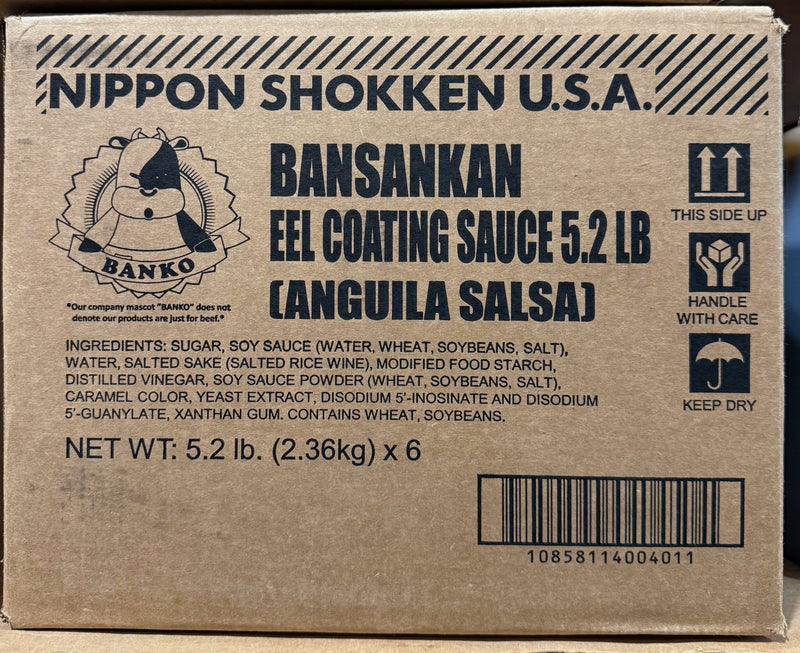 NIPPON SHOKKEN U.S.A.
BANKO
*Our company mascot "BANKO" does not
denote our products are just for beef.*
BANSANKAN
EEL COATING SAUCE 5.2 LB
(ANGUILA SALSA)
THIS SIDE UP
HANDLE
WITH CARE
KEEP DRY
INGREDIENTS: SUGAR, SOY SAUCE (WATER, WHEAT, SOYBEANS, SALT),
WATER, SALTED SAKE (SALTED RICE WINE), MODIFIED FOOD STARCH,
DISTILLED VINEGAR, SOY SAUCE POWDER (WHEAT, SOYBEANS, SALT),
CARAMEL COLOR, YEAST EXTRACT, DISODIUM 5'-INOSINATE AND DISODIUM
5'-GUANYLATE, XANTHAN GUM. CONTAINS WHEAT, SOYBEANS.
NET WT: 5.2 lb. (2.36kg) x 6
10858114004011